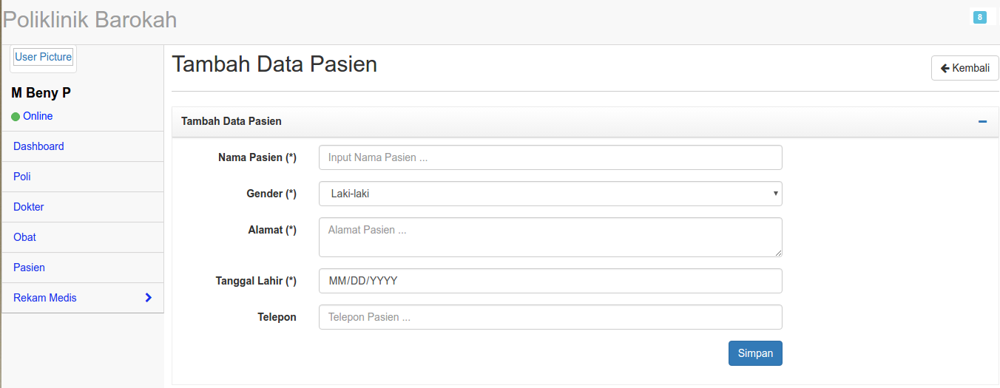 Poliklinik Barokah
8
User Picture
M Beny P
Online
Dashboard
Poli
Dokter
Obat
Pasien
Rekam Medis
Tambah Data Pasien
Kembali
Tambah Data Pasien
Nama Pasien (*) Input Nama Pasien ...
Gender (*) Laki-laki
Alamat (*) Alamat Pasien ...
Tanggal Lahir (*) MM/DD/YYYY
Telepon Telepon Pasien ...
Simpan